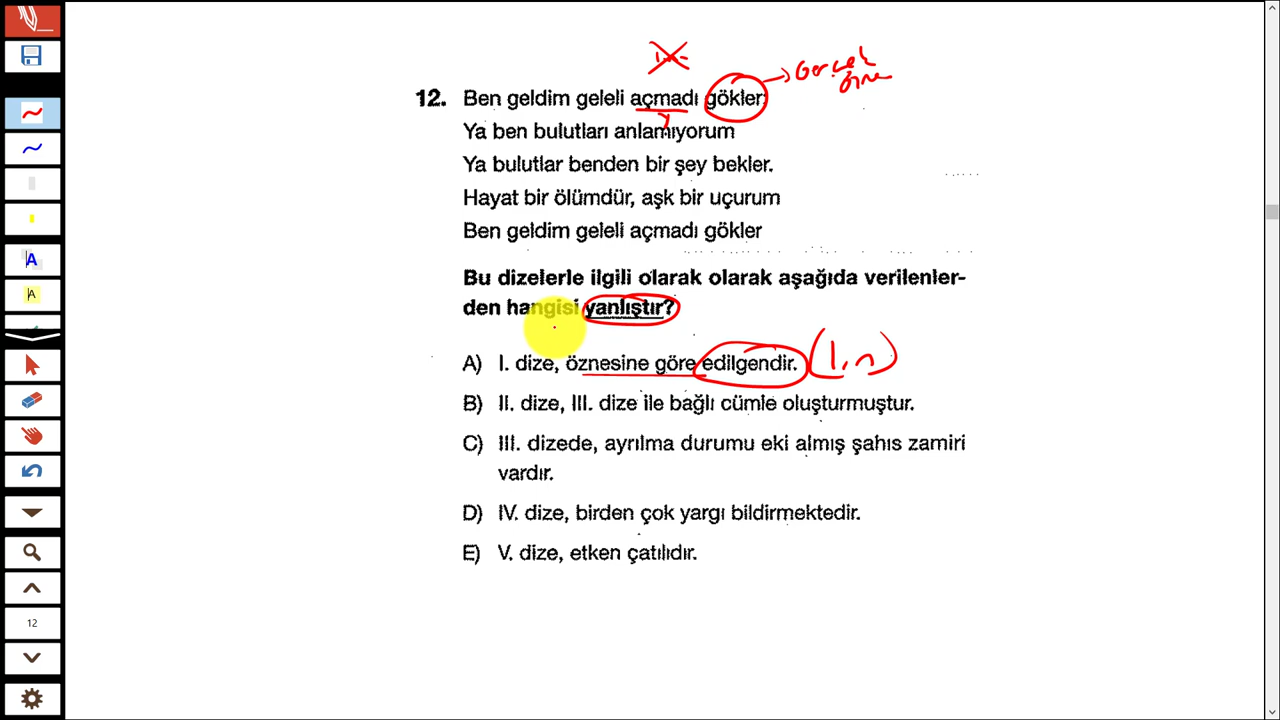 Gerçek
özne
12. Ben geldim geleli açmadı gökler:
Y
Ya ben bulutları anlamıyorum
Ya bulutlar benden bir şey bekler.
Hayat bir ölümdür, aşk bir uçurum
Ben geldim geleli açmadı gökler
Bu dizelerle ilgili olarak olarak aşağıda verilenler-
den hangisi yanlıştır?
A) I. dize, öznesine göre edilgendir. (l, n)
B) II. dize, III. dize ile bağlı cümle oluşturmuştur.
C) III. dizede, ayrılma durumu eki almış şahıs zamiri
vardır.
D) IV. dize, birden çok yargı bildirmektedir.
E) V. dize, etken çatılıdır.
A
A
12